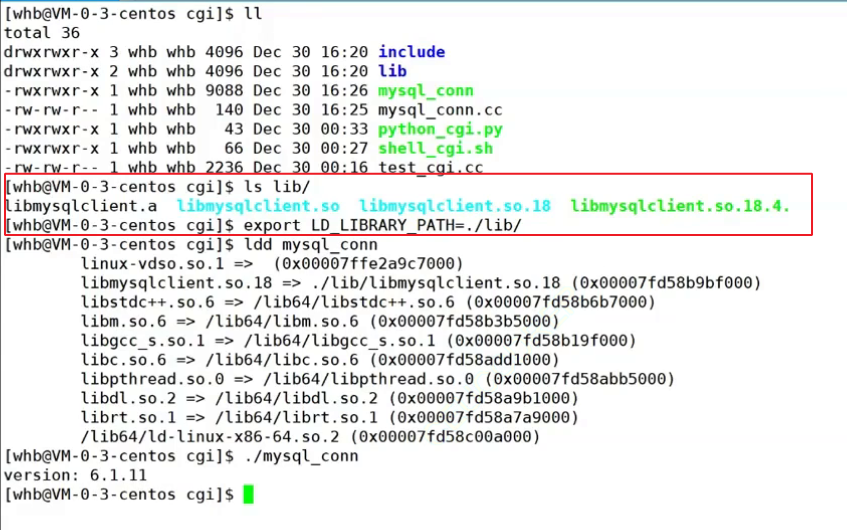 [whb@VM-0-3-centos cgi]$ ll
total 36
drwxrwxr-x 3 whb whb 4096 Dec 30 16:20 include
drwxrwxr-x 2 whb whb 4096 Dec 30 16:20 lib
-rwxrwxr-x 1 whb whb 9088 Dec 30 16:26 mysql_conn
-rw-rw-r-- 1 whb whb  140 Dec 30 16:25 mysql_conn.cc
-rwxrwxr-x 1 whb whb   43 Dec 30 00:33 python_cgi.py
-rwxrwxr-x 1 whb whb   66 Dec 30 00:27 shell_cgi.sh
-rw-rw-r-- 1 whb whb 2236 Dec 30 00:16 test_cgi.cc
[whb@VM-0-3-centos cgi]$ ls lib/
libmysqlclient.a  libmysqlclient.so  libmysqlclient.so.18  libmysqlclient.so.18.4.
[whb@VM-0-3-centos cgi]$ export LD_LIBRARY_PATH=./lib/
[whb@VM-0-3-centos cgi]$ ldd mysql_conn
        linux-vdso.so.1 =>  (0x00007ffe2a9c7000)
        libmysqlclient.so.18 => ./lib/libmysqlclient.so.18 (0x00007fd58b9bf000)
        libstdc++.so.6 => /lib64/libstdc++.so.6 (0x00007fd58b6b7000)
        libm.so.6 => /lib64/libm.so.6 (0x00007fd58b3b5000)
        libgcc_s.so.1 => /lib64/libgcc_s.so.1 (0x00007fd58b19f000)
        libc.so.6 => /lib64/libc.so.6 (0x00007fd58add1000)
        libpthread.so.0 => /lib64/libpthread.so.0 (0x00007fd58abb5000)
        libdl.so.2 => /lib64/libdl.so.2 (0x00007fd58a9b1000)
        librt.so.1 => /lib64/librt.so.1 (0x00007fd58a7a9000)
        /lib64/ld-linux-x86-64.so.2 (0x00007fd58c00a000)
[whb@VM-0-3-centos cgi]$ ./mysql_conn
version: 6.1.11
[whb@VM-0-3-centos cgi]$